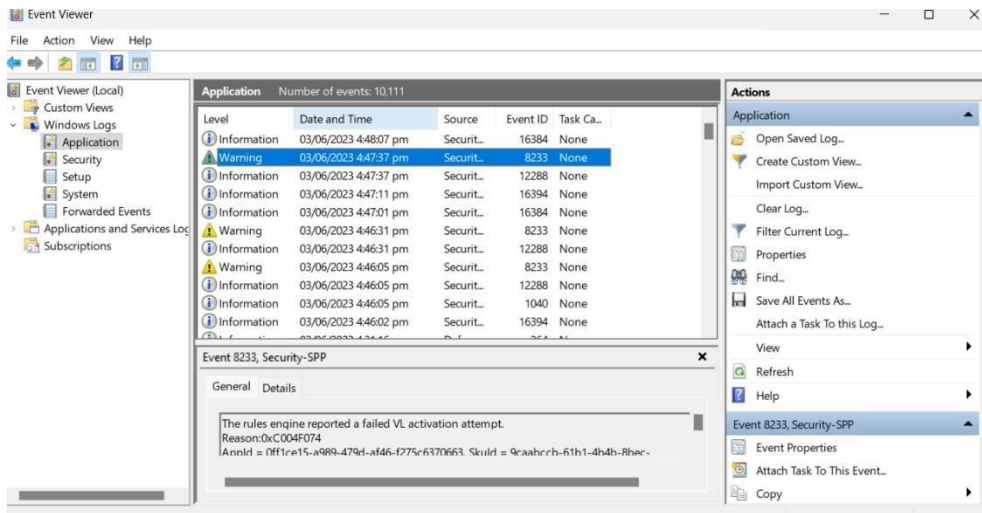 Event Viewer
File Action View Help
Event Viewer (Local)
Custom Views
Windows Logs
Application
Security
Setup
System
Forwarded Events
Applications and Services Log
Subscriptions
Application Number of events: 10,111
Level Date and Time Source Event ID Task Ca...
Information 03/06/2023 4:48:07 pm Securit... 16384 None
Warning 03/06/2023 4:47:37 pm Securit... 8233 None
Information 03/06/2023 4:47:37 pm Securit... 12288 None
Information 03/06/2023 4:47:11 pm Securit... 16394 None
Information 03/06/2023 4:47:01 pm Securit... 16384 None
Warning 03/06/2023 4:46:31 pm Securit... 8233 None
Information 03/06/2023 4:46:31 pm Securit... 12288 None
Warning 03/06/2023 4:46:05 pm Securit... 8233 None
Information 03/06/2023 4:46:05 pm Securit... 12288 None
Information 03/06/2023 4:46:05 pm Securit... 1040 None
Information 03/06/2023 4:46:02 pm Securit... 16394 None
Event 8233, Security-SPP
General Details
The rules engine reported a failed VL activation attempt.
Reason:0xC004F074
AppId = 0ff1ce15-a989-479d-af46-f275c6370663, SkuId = 9caabccb-61b1-4b4b-8bec-
Actions
Application
Open Saved Log...
Create Custom View...
Import Custom View...
Clear Log...
Filter Current Log...
Properties
Find...
Save All Events As...
Attach a Task To this Log...
View
Refresh
Help
Event 8233, Security-SPP
Event Properties
Attach Task To This Event...
Copy